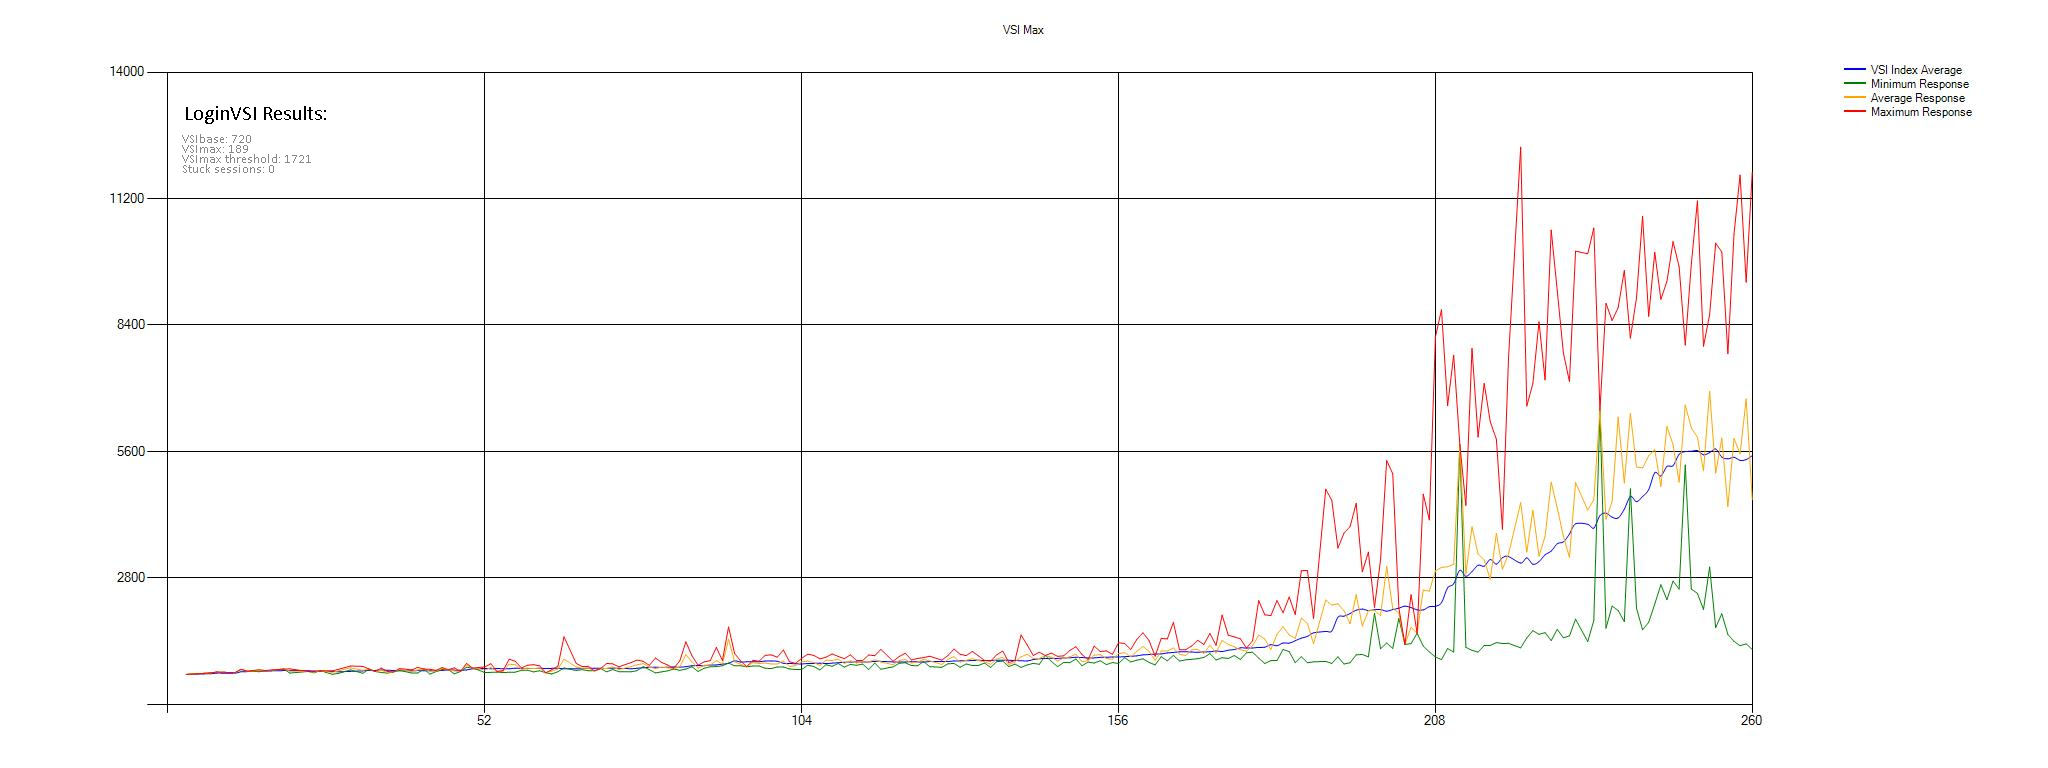 VSI Max
14000
11200
8400
5600
2800
LoginVSI Results:
VSIbase: 720
VSImax: 189
VSImax threshold: 1721
Stuck sessions: 0
52
104
156
208
260
VSI Index Average
Minimum Response
Average Response
Maximum Response